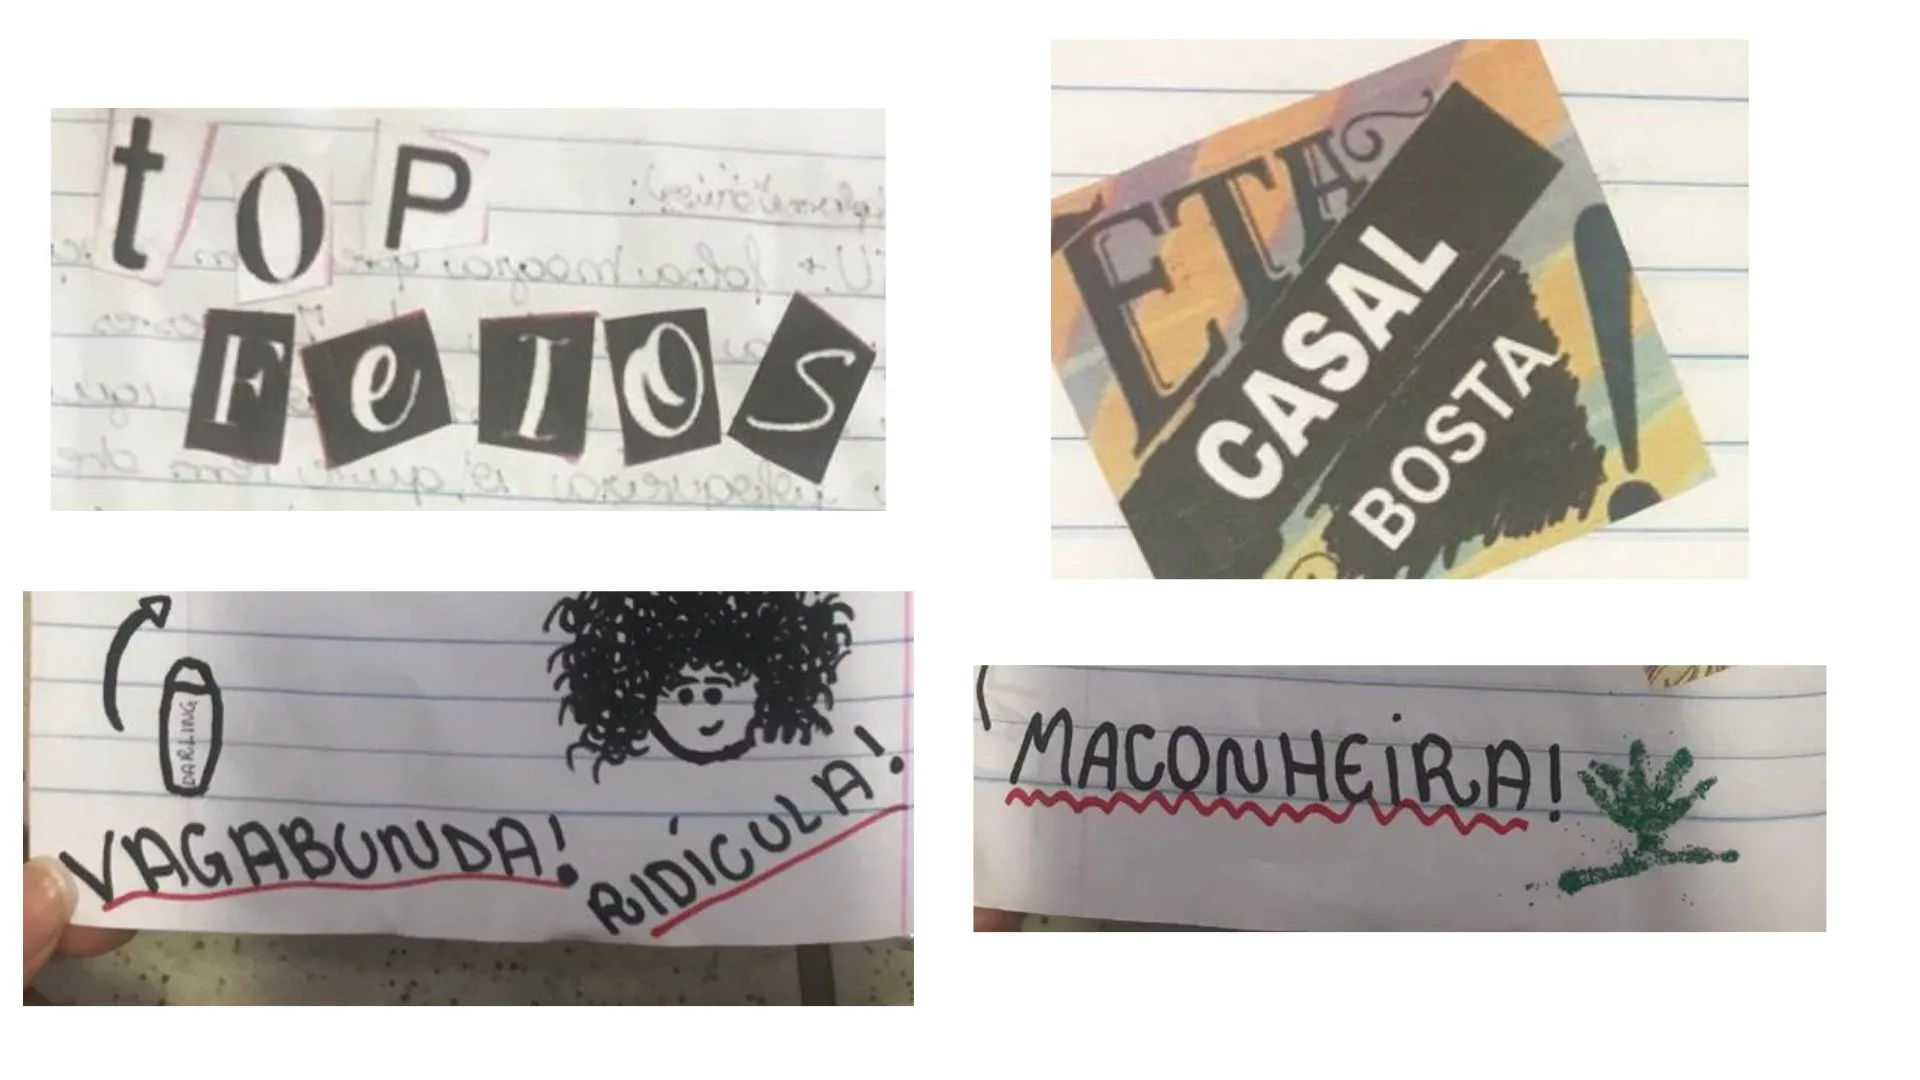 tOP
FeIOS
ETA
CASAL
BOSTA!
DARLING
VAGABUNDA!
RIDÍCULA!
MACONHEIRA!